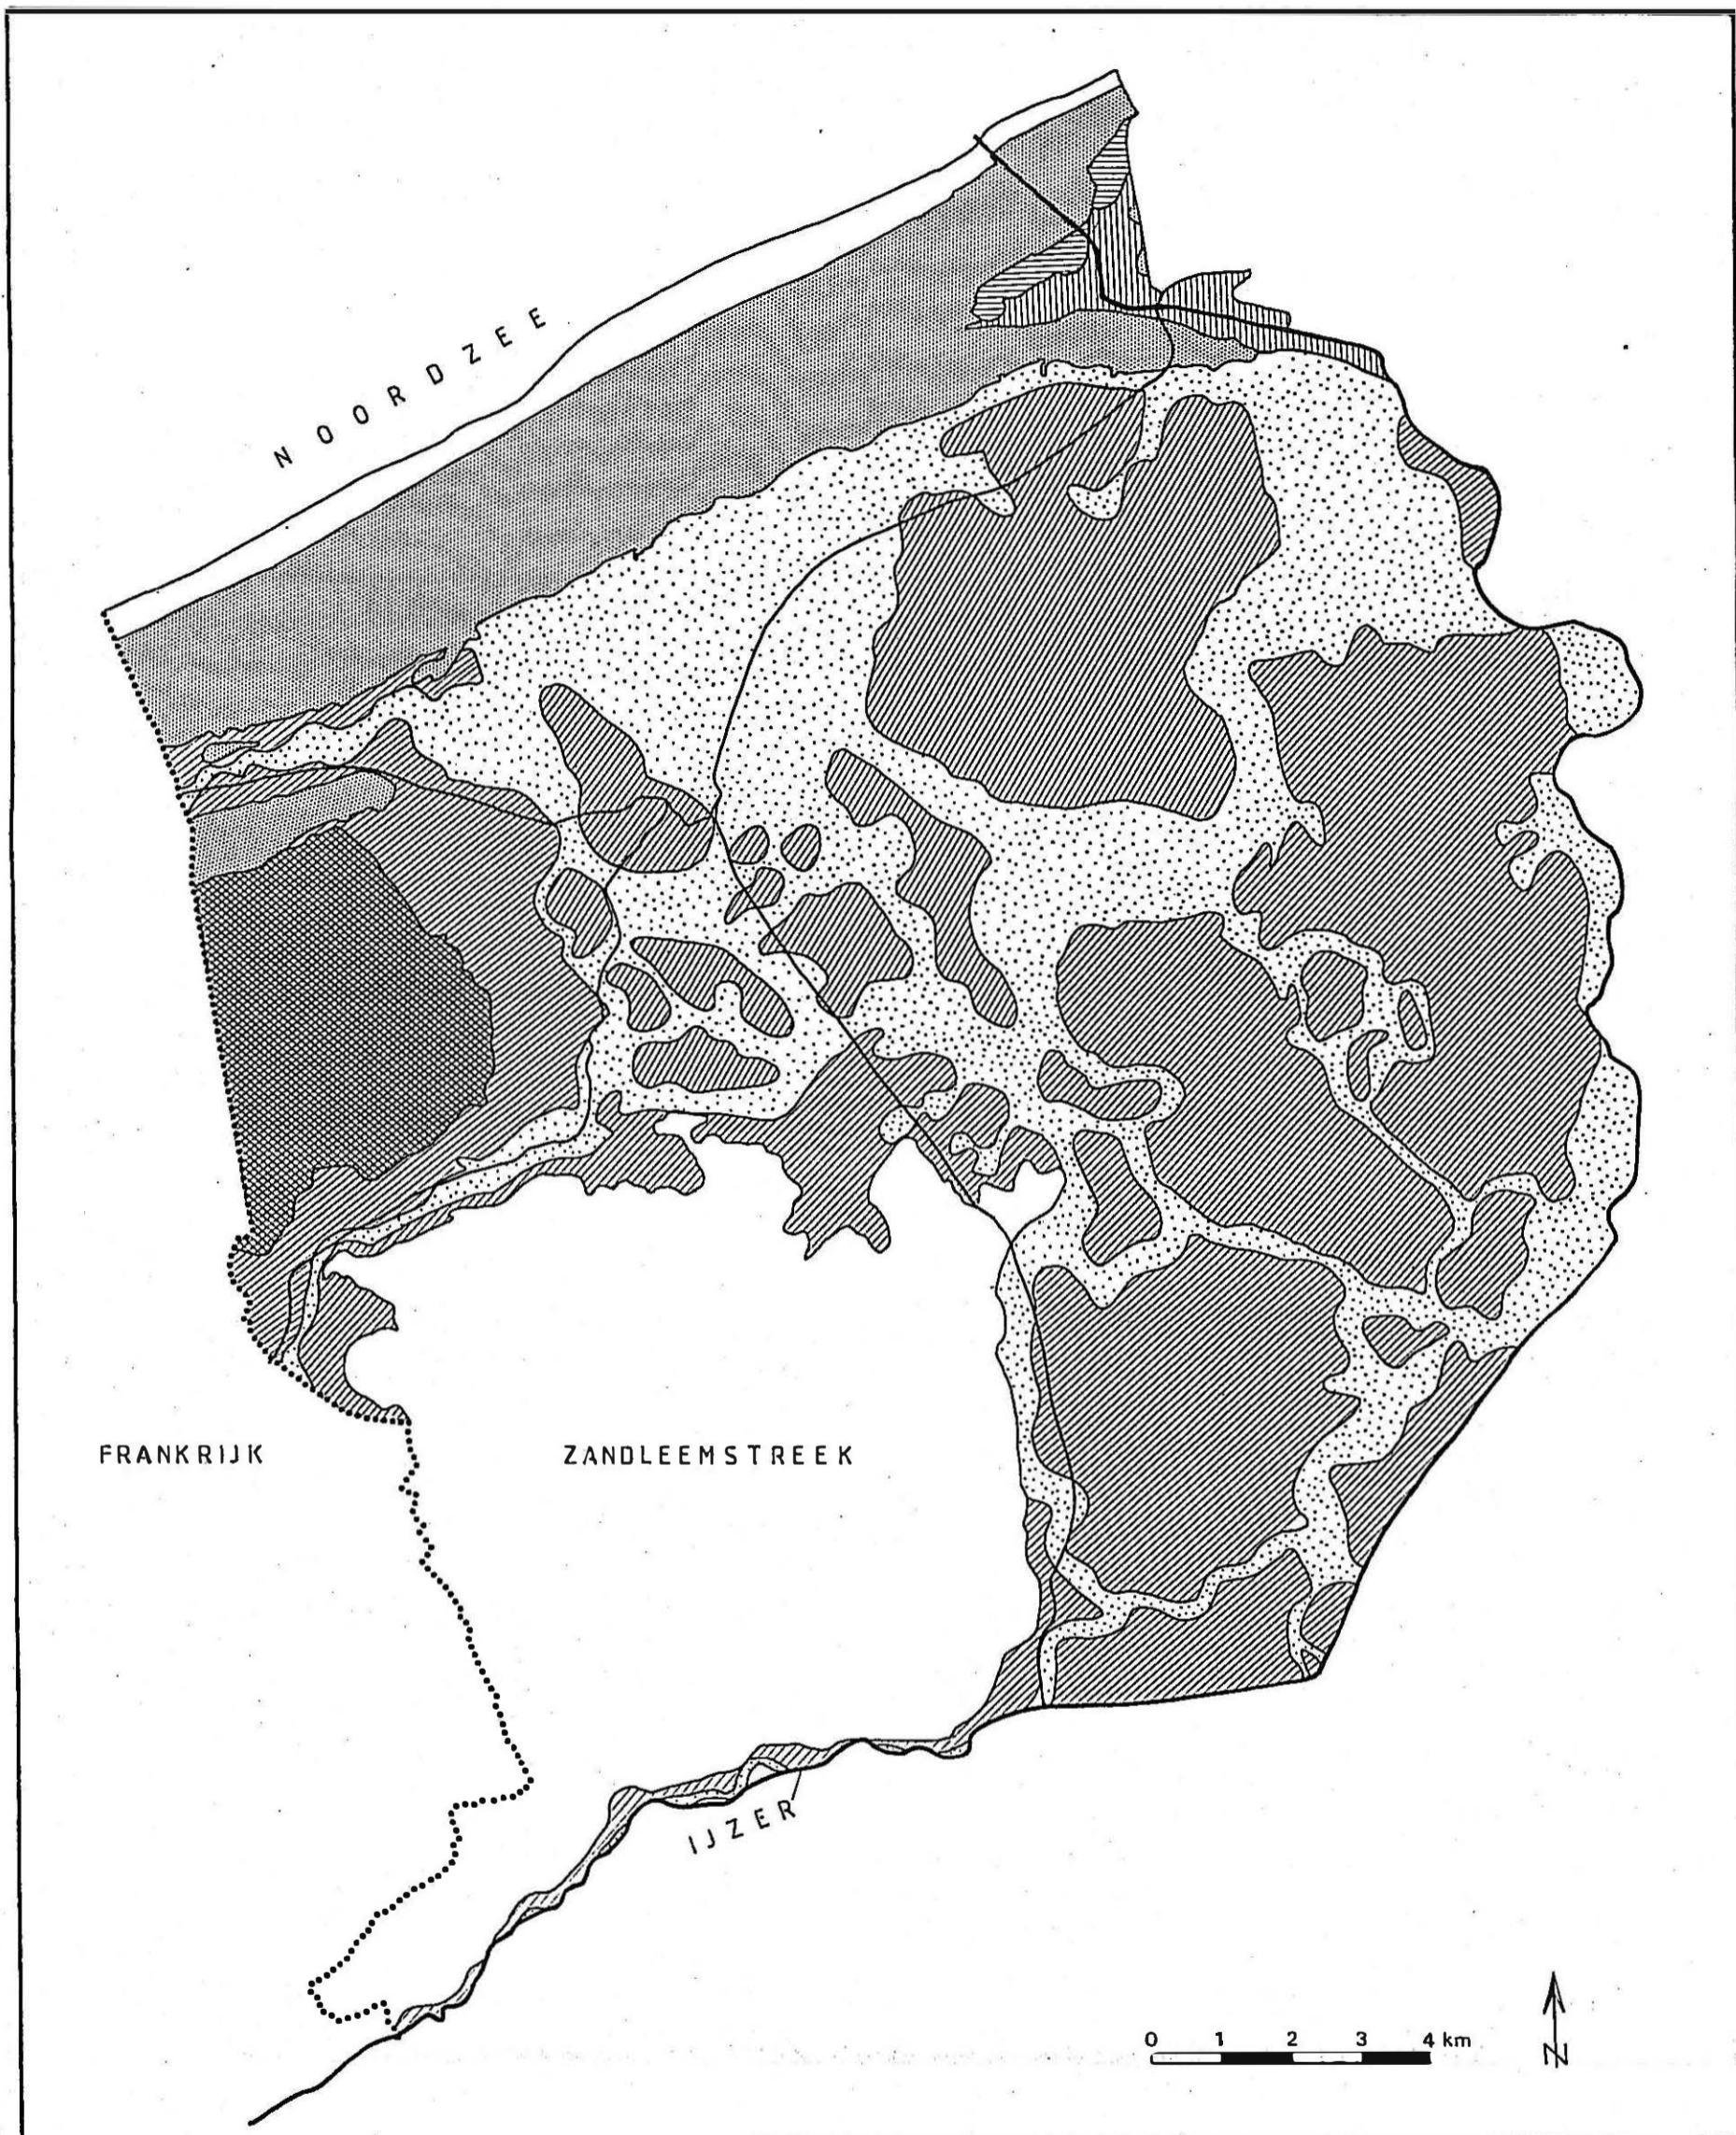 NOORDZEE
FRANKRIJK
ZANDLEEMSTREEK
IJZER
0 1 2 3 4 km
N